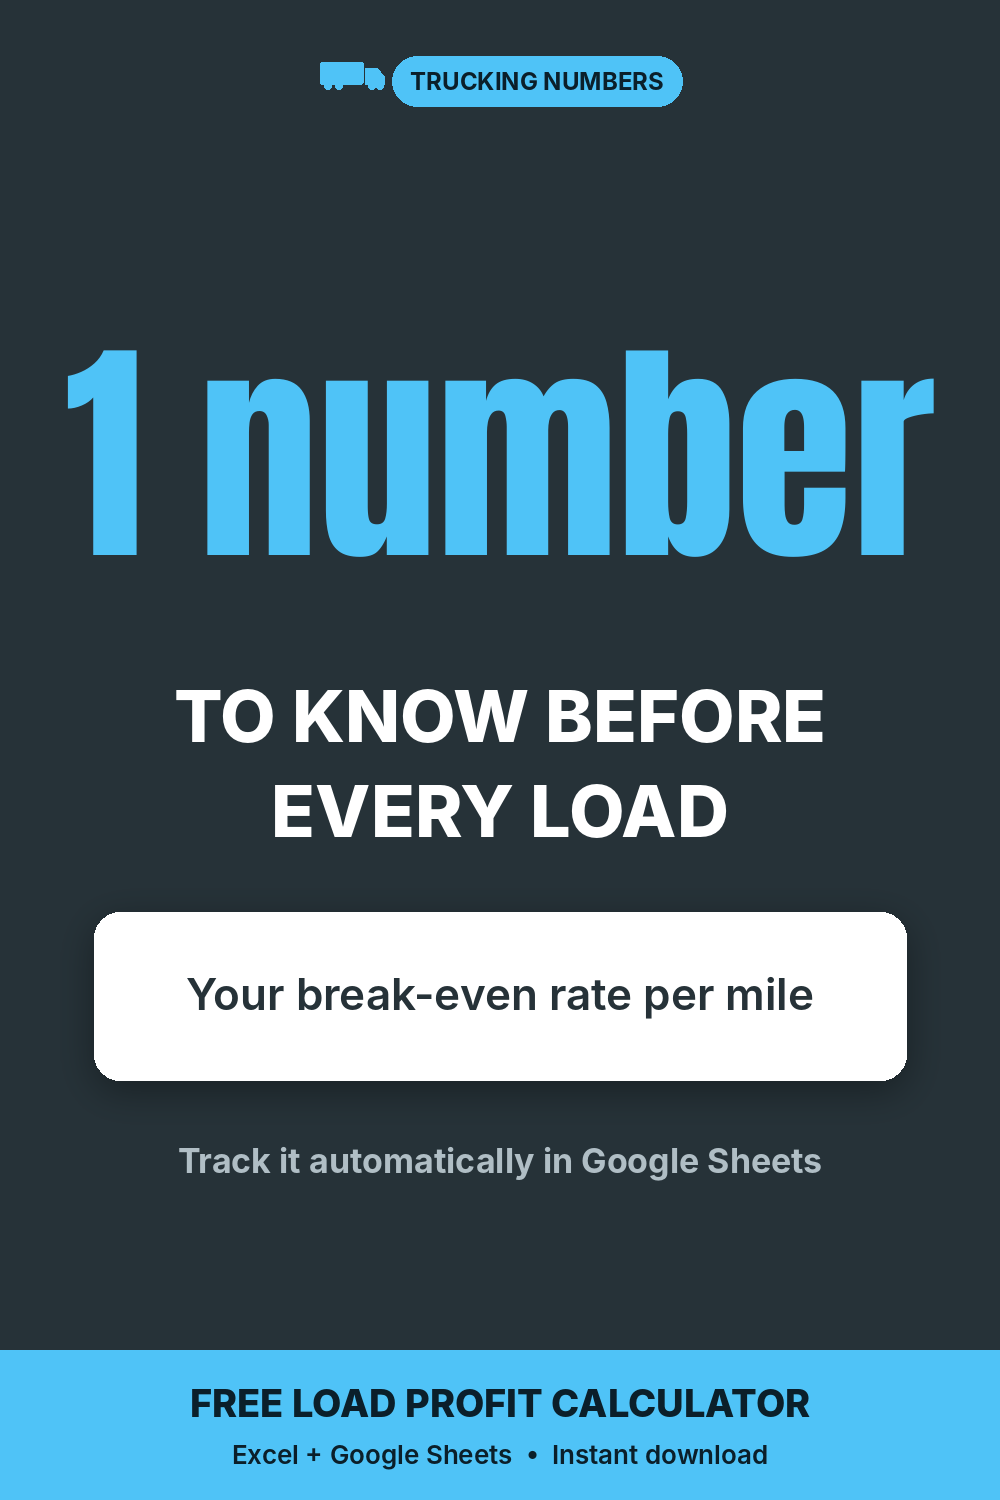 TRUCKING NUMBERS
1 number
TO KNOW BEFORE
EVERY LOAD
Your break-even rate per mile
Track it automatically in Google Sheets
FREE LOAD PROFIT CALCULATOR
Excel + Google Sheets • Instant download